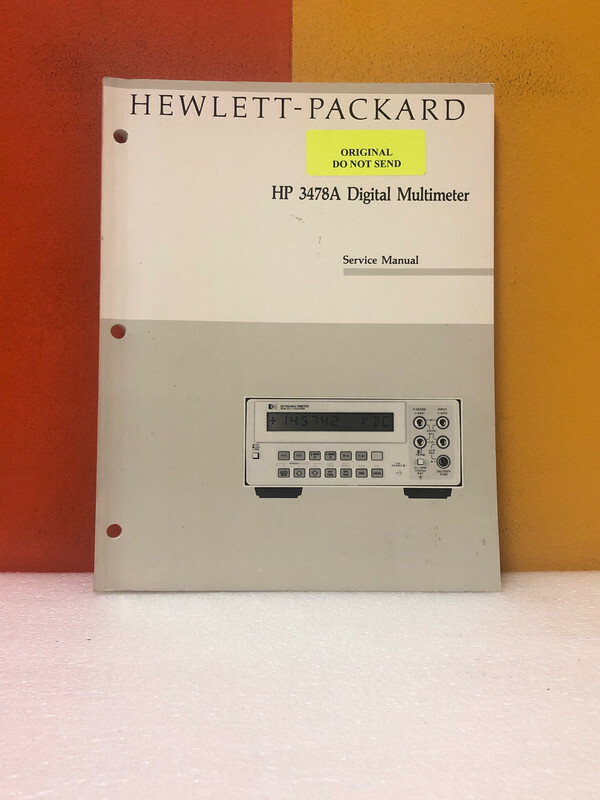 HEWLETT-PACKARD
ORIGINAL
DO NOT SEND
HP 3478A Digital Multimeter
Service Manual